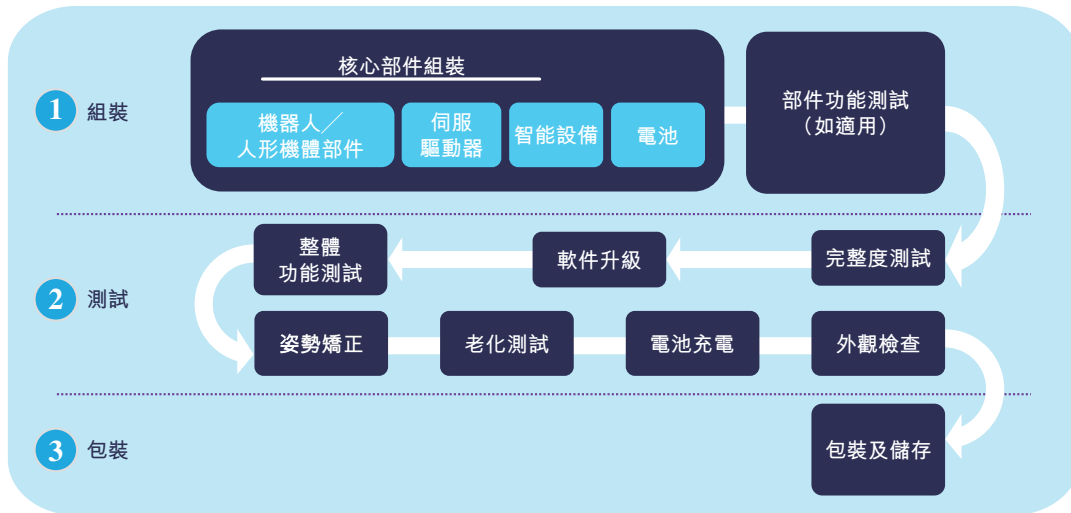 1 組裝
核心部件組裝
機器人／
人形機體部件
伺服
驅動器
智能設備
電池
部件功能測試
（如適用）
2 測試
完整度測試
軟件升級
整體
功能測試
姿勢矯正
老化測試
電池充電
外觀檢查
3 包裝
包裝及儲存